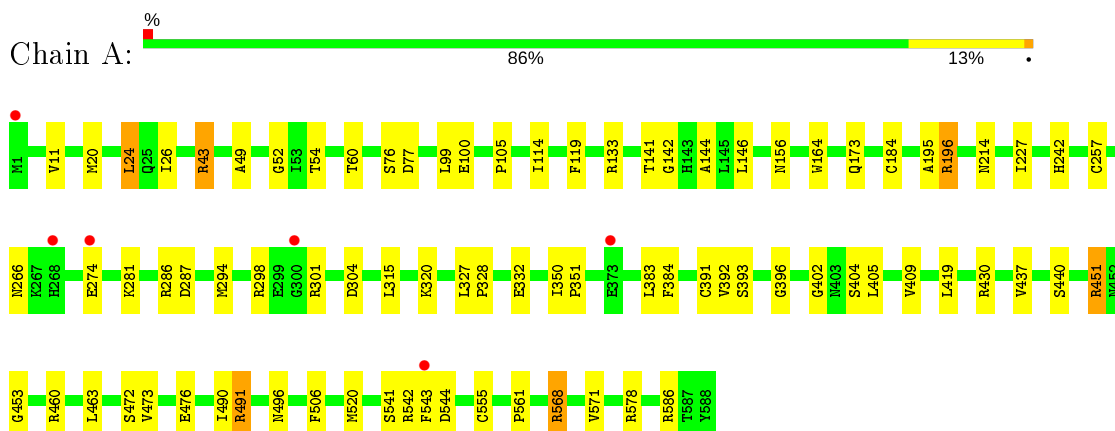 %
Chain A:
86% 13% •
M1 V11 M20 L24 Q25 I26 R43 A49 G52 I53 T54 T60 S76 D77 L99 E100 P105 I114 F119 R133 T141 G142 H143 A144 L145 L146 N156 W164 Q173 C184 A195 R196 N214 I227 H242 C257
N266 K267 H268 E274 K281 R286 D287 M294 R298 E299 G300 R301 D304 L315 K320 L327 P328 E332 I350 P351 E373 L383 F384 C391 V392 S393 G396 G402 N403 S404 L405 V409 L419 R430 V437 S440 R451 N452
G453 R460 L463 S472 V473 E476 I490 R491 N496 F506 M520 S541 R542 F543 D544 C555 P561 R568 V571 R578 R586 T587 Y588